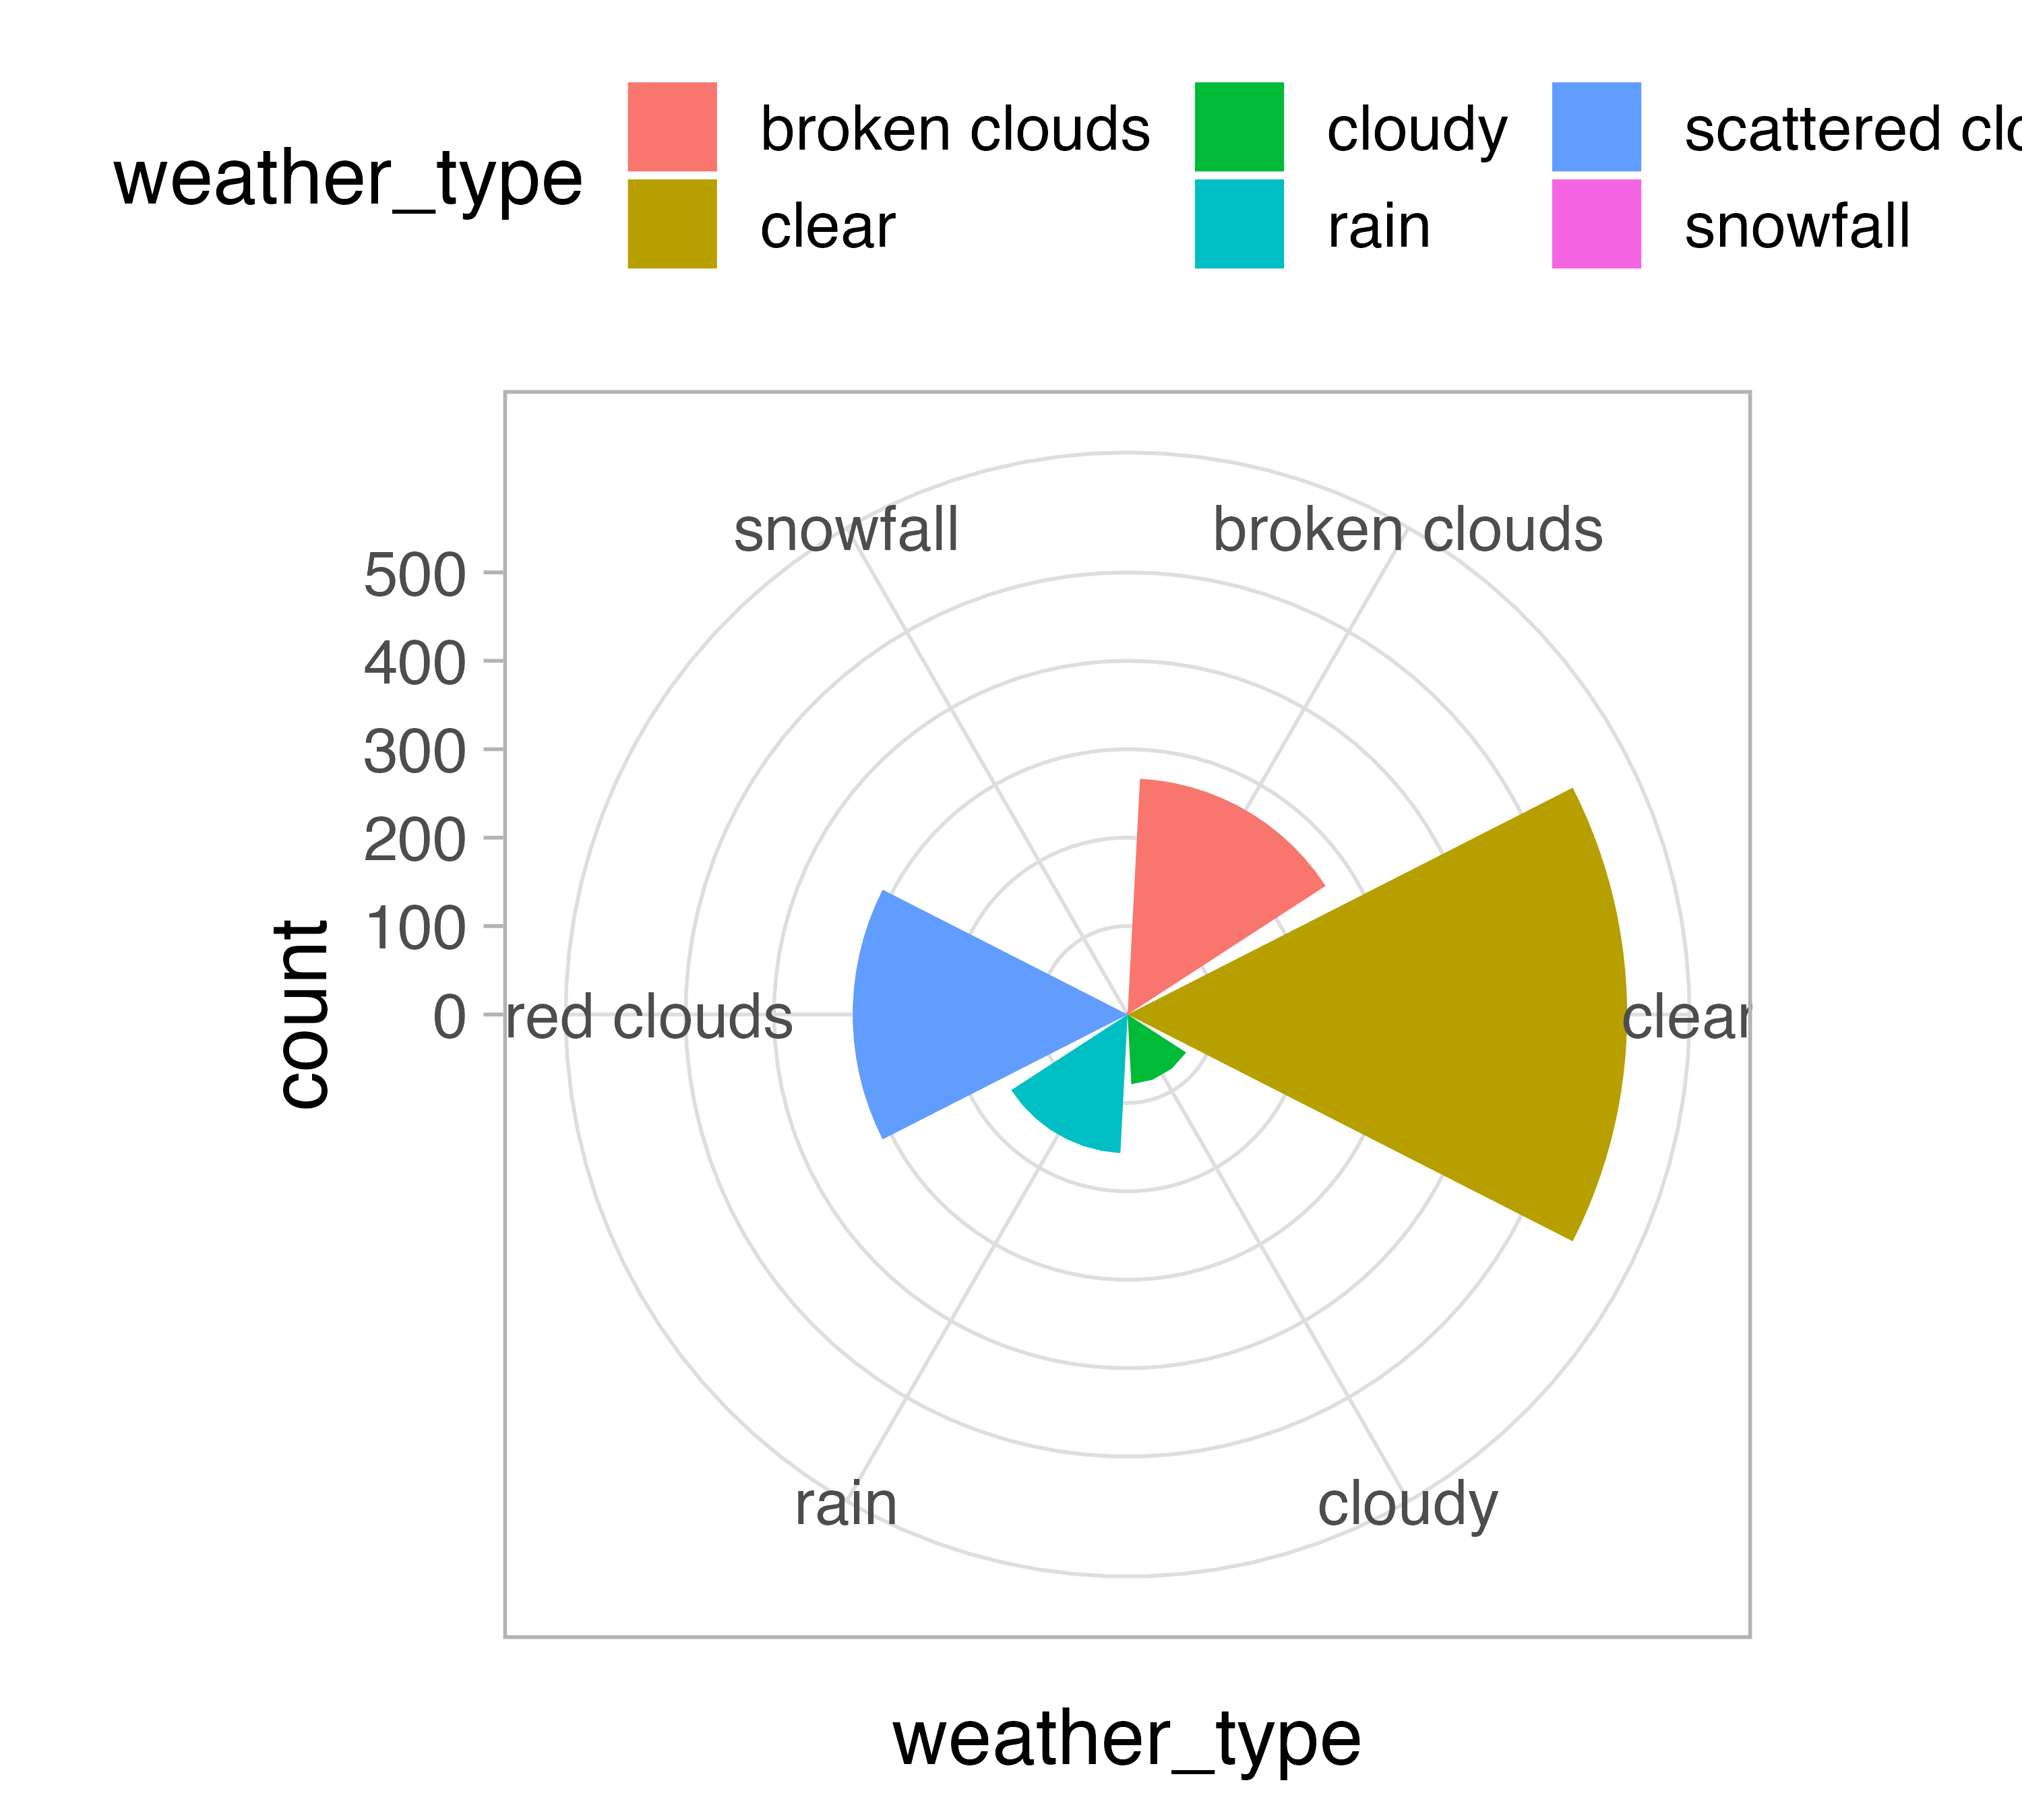 weather_type
broken clouds
cloudy
scattered clo
clear
rain
snowfall
snowfall
broken clouds
500
400
300
200
100
0
count
red clouds
clear
rain
cloudy
weather_type